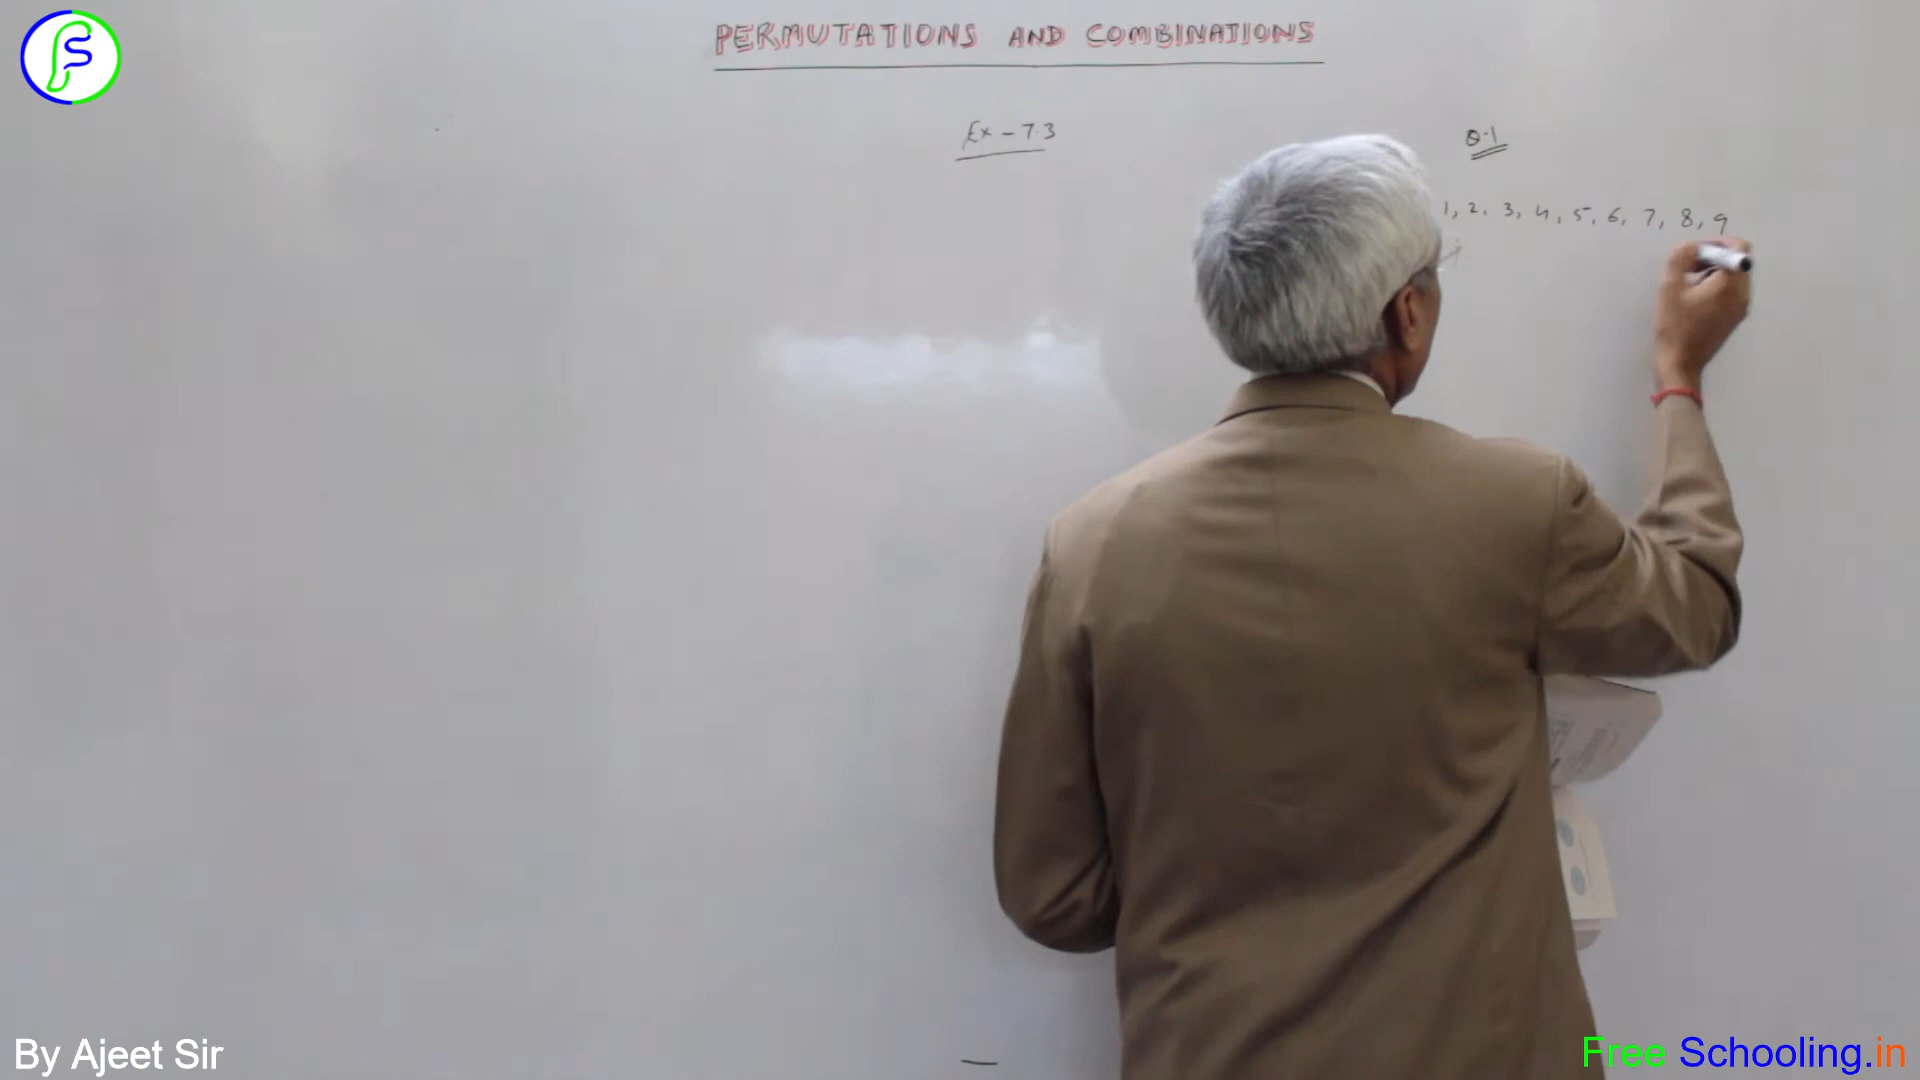 PERMUTATIONS AND COMBINATIONS
Ex - 7.3
Q.1
1, 2, 3, 4, 5, 6, 7, 8, 9
By Ajeet Sir
Free Schooling.in